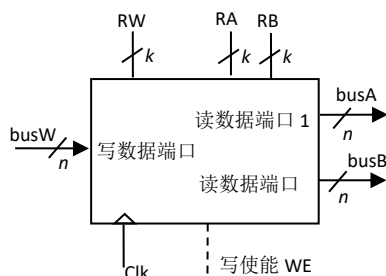 RW RA RB
k k k
busW
n
写数据端口
读数据端口 1
busA
n
读数据端口
busB
n
Clk
写使能 WE